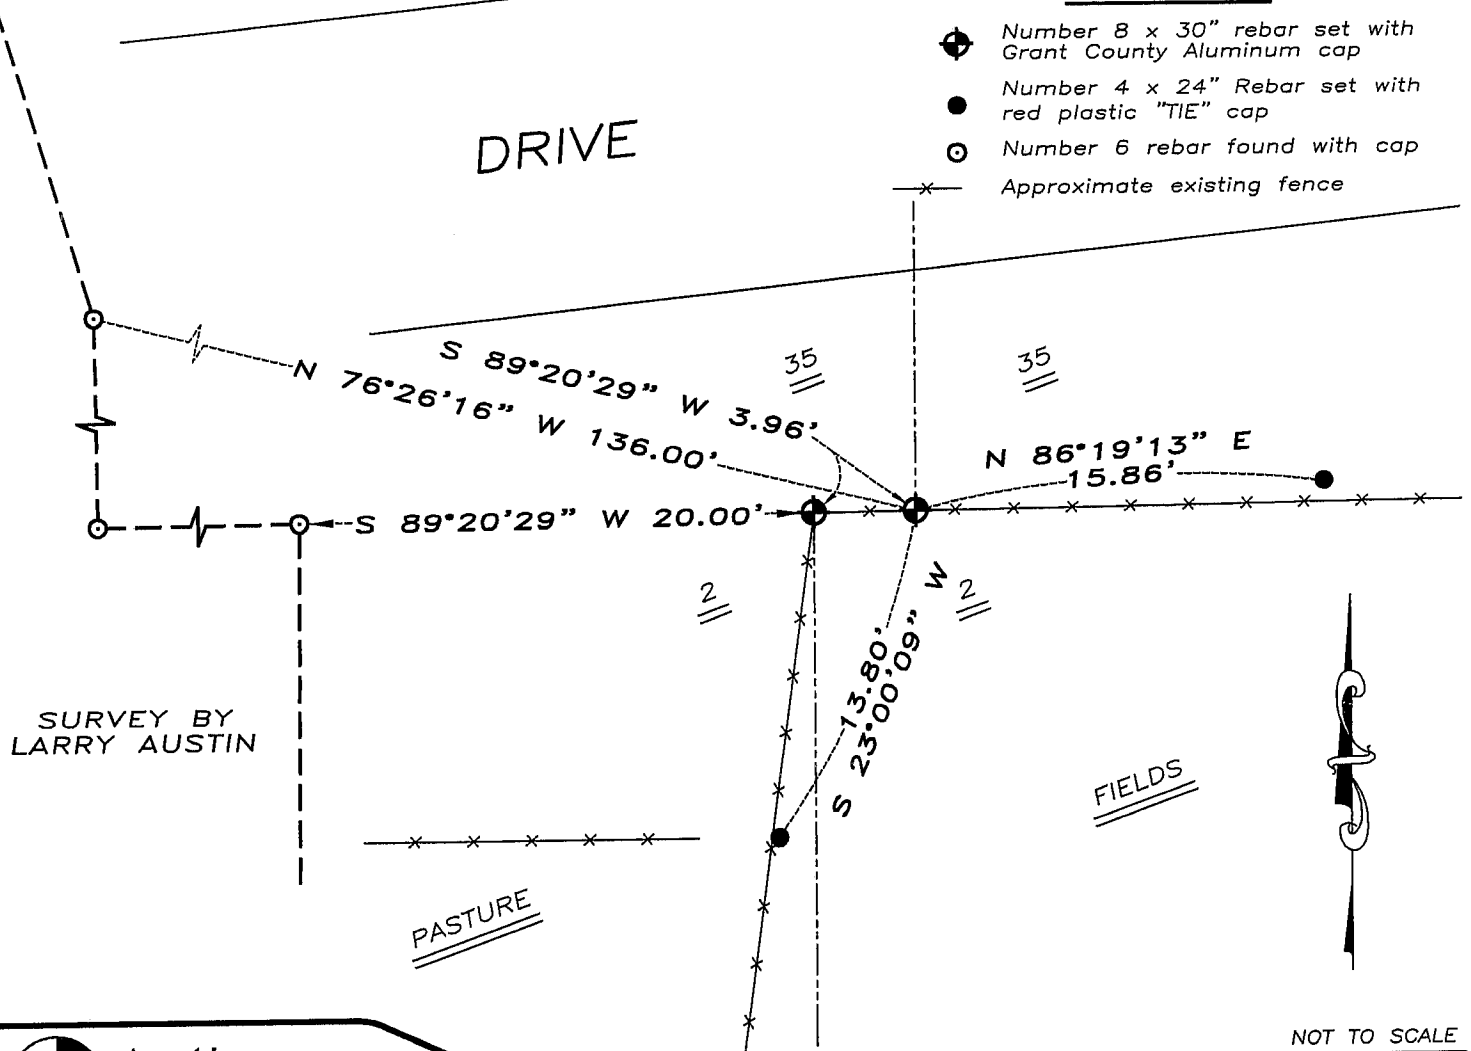 Number 8 x 30" rebar set with
Grant County Aluminum cap
Number 4 x 24" Rebar set with
red plastic "TIE" cap
Number 6 rebar found with cap
Approximate existing fence
DRIVE
S 89°20'29" W 3.96'
N 76°26'16" W 136.00'
35
35
N 86°19'13" E
15.86'
S 89°20'29" W 20.00'
2
2
13.80'
S 23°00'09" W
SURVEY BY
LARRY AUSTIN
FIELDS
PASTURE
NOT TO SCALE